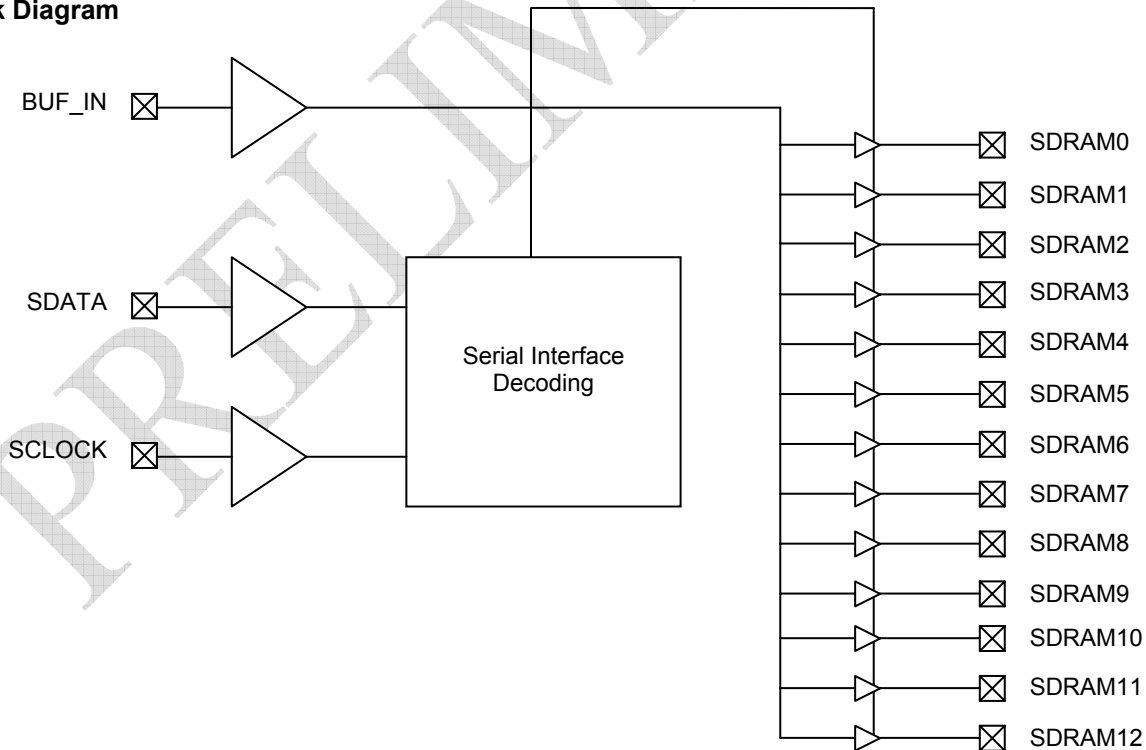 k Diagram
BUF_IN
SDRAM0
SDRAM1
SDRAM2
SDATA
SDRAM3
SDRAM4
Serial Interface
Decoding
SDRAM5
SCLOCK
SDRAM6
SDRAM7
SDRAM8
SDRAM9
SDRAM10
SDRAM11
SDRAM12
PRELIM